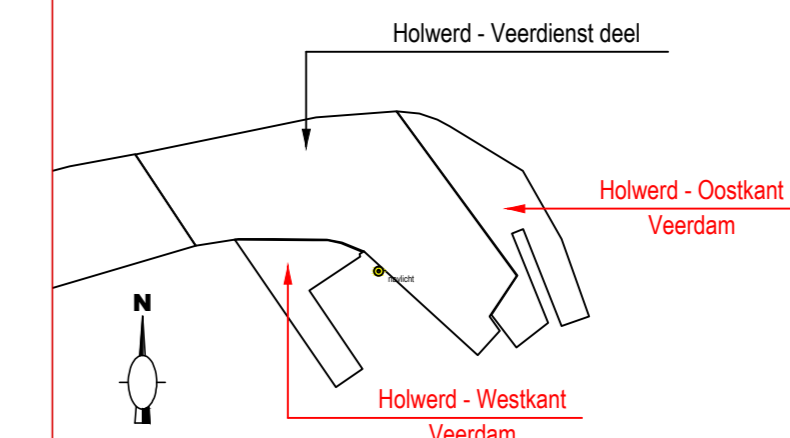 Holwerd - Veerdienst deel
Holwerd - Oostkant
Veerdam
havlicht
N
Holwerd - Westkant
Veerdam